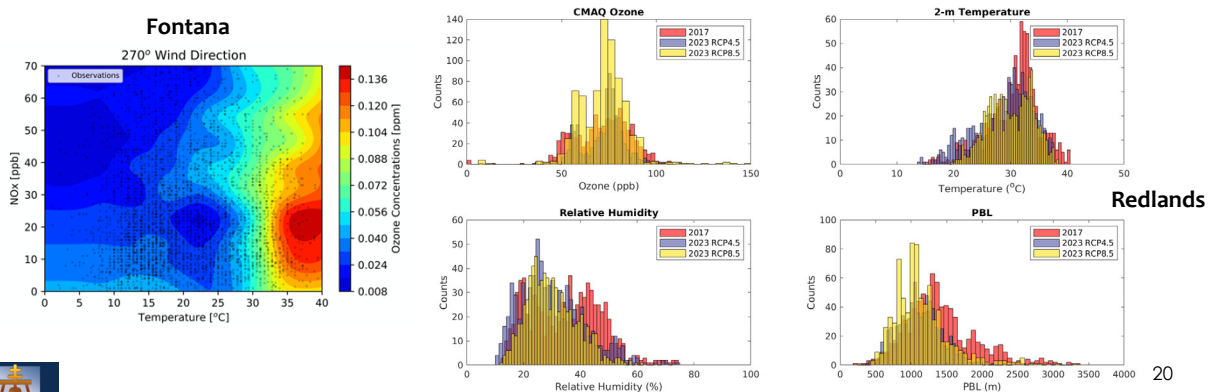 Fontana
270° Wind Direction
Observations
70
60
50
40
30
20
10
0
NOx [ppb]
0 5 10 15 20 25 30 35 40
Temperature [°C]
0.136
0.120
0.104
0.088
0.072
0.056
0.040
0.024
0.008
Ozone Concentrations [ppm]
CMAQ Ozone
2017
2023 RCP4.5
2023 RCP8.5
140
120
100
80
60
40
20
0
Counts
0 50 100 150
Ozone (ppb)
2-m Temperature
2017
2023 RCP4.5
2023 RCP8.5
60
50
40
30
20
10
0
Counts
0 10 20 30 40 50
Temperature (°C)
Redlands
Relative Humidity
2017
2023 RCP4.5
2023 RCP8.5
60
50
40
30
20
10
0
Counts
0 20 40 60 80 100
Relative Humidity (%)
PBL
2017
2023 RCP4.5
2023 RCP8.5
100
80
60
40
20
0
Counts
0 500 1000 1500 2000 2500 3000 3500 4000
PBL (m)
20